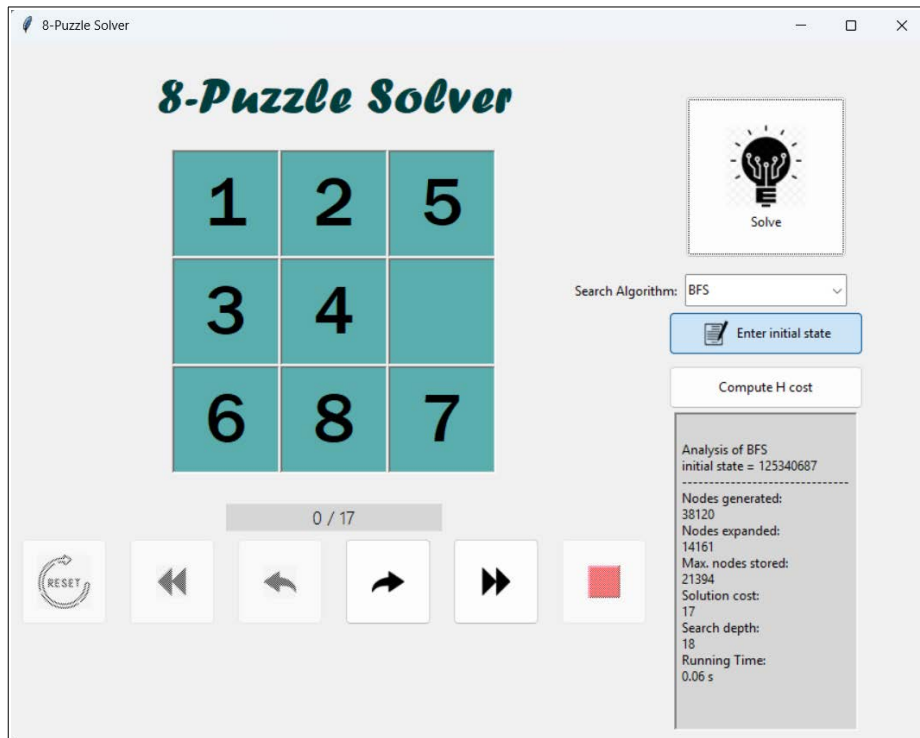 8-Puzzle Solver
8-Puzzle Solver
1 2 5
3 4
6 8 7
0 / 17
RESET
Solve
Search Algorithm: BFS
Enter initial state
Compute H cost
Analysis of BFS
initial state = 125340687
--------------------------------
Nodes generated:
38120
Nodes expanded:
14161
Max. nodes stored:
21394
Solution cost:
17
Search depth:
18
Running Time:
0.06 s